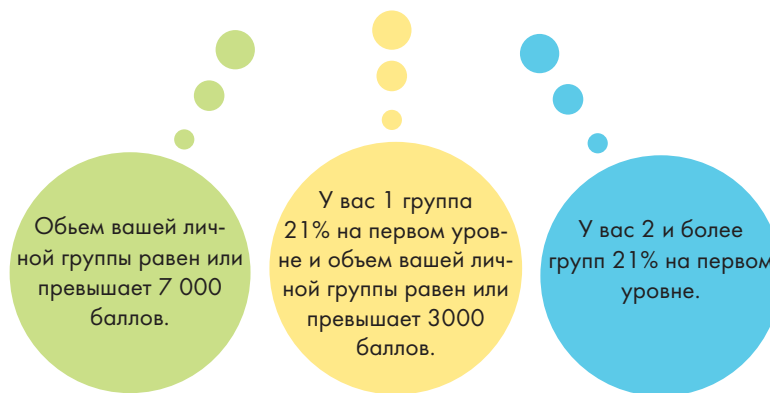 Обьем вашей лич-
ной группы равен или
превышает 7 000
баллов.
У вас 1 группа
21% на первом уров-
не и объем вашей лич-
ной группы равен или
превышает 3000
баллов.
У вас 2 и более
групп 21% на первом
уровне.